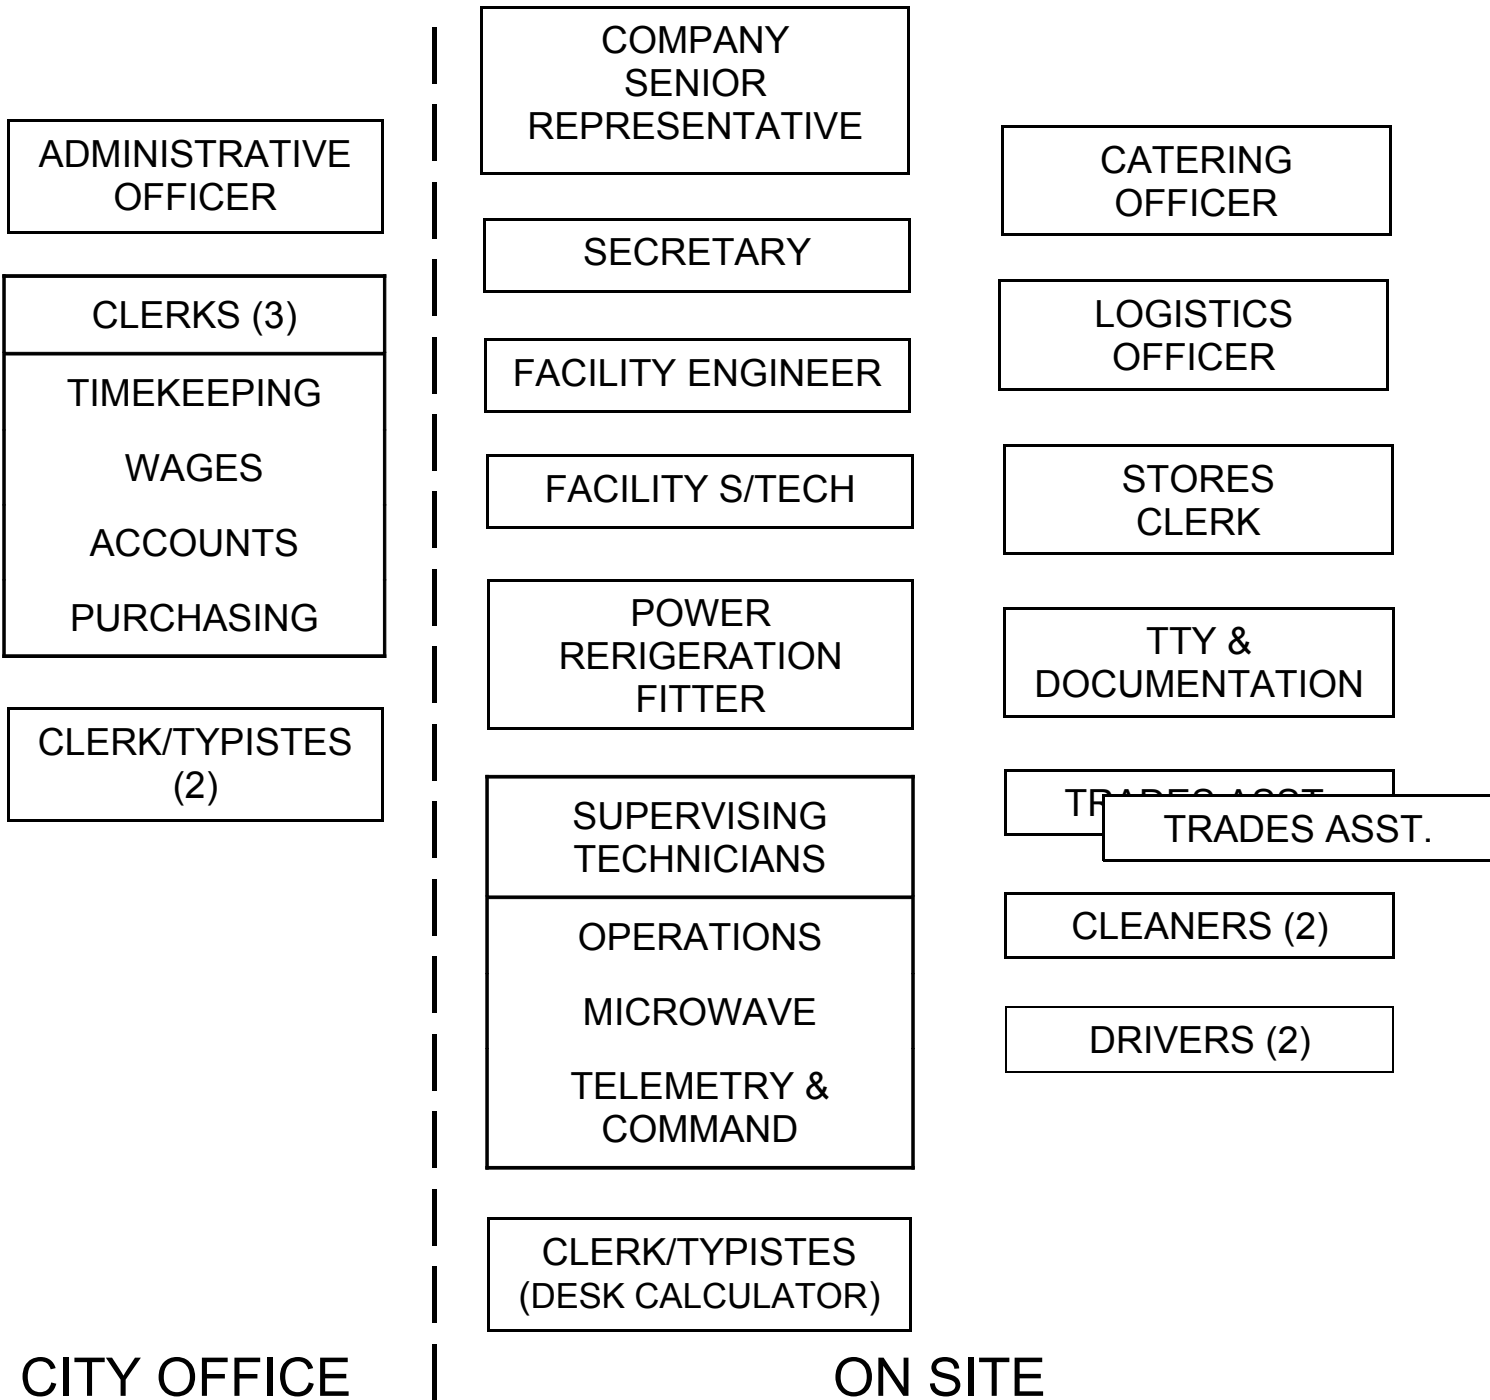 ADMINISTRATIVE
OFFICER
CLERKS (3)
TIMEKEEPING
WAGES
ACCOUNTS
PURCHASING
CLERK/TYPISTES
(2)
CITY OFFICE
COMPANY
SENIOR
REPRESENTATIVE
SECRETARY
FACILITY ENGINEER
FACILITY S/TECH
POWER
RERIGERATION
FITTER
SUPERVISING
TECHNICIANS
OPERATIONS
MICROWAVE
TELEMETRY &
COMMAND
CLERK/TYPISTES
(DESK CALCULATOR)
CATERING
OFFICER
LOGISTICS
OFFICER
STORES
CLERK
TTY &
DOCUMENTATION
TRADES ASST.
TRADES ASST.
CLEANERS (2)
DRIVERS (2)
ON SITE